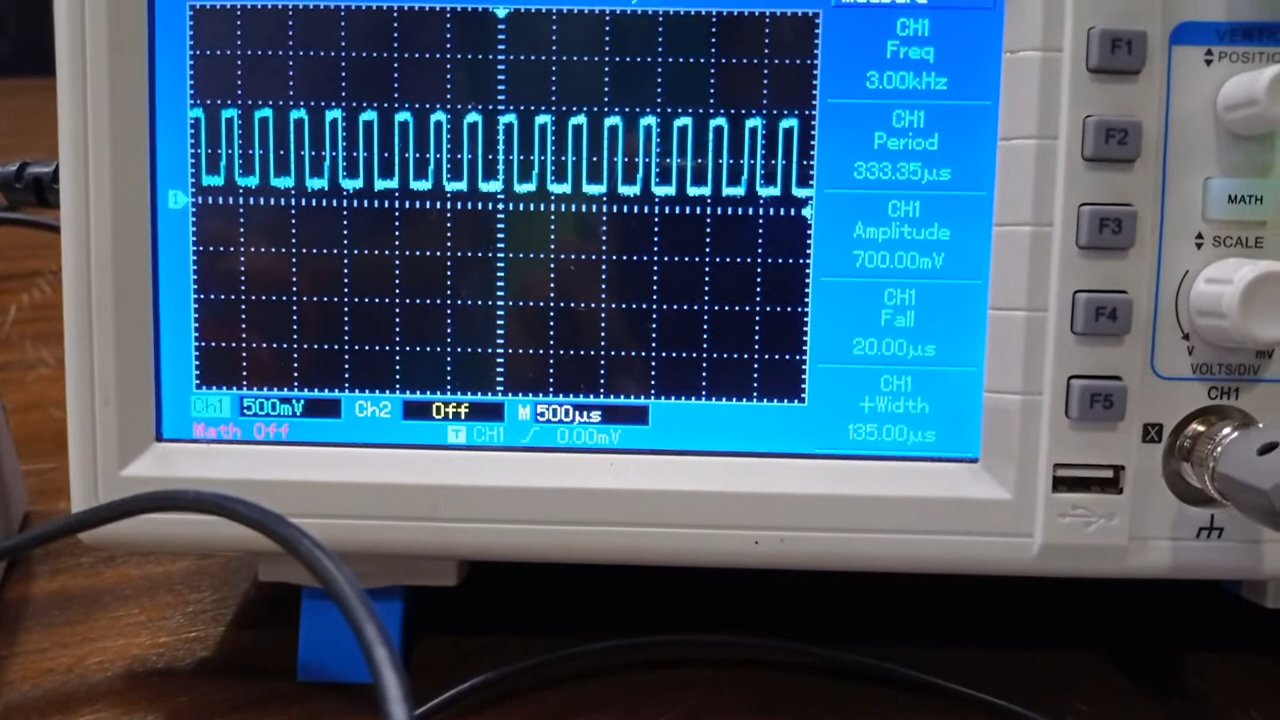 Measure
CH1
Freq
3.00kHz
CH1
Period
333.35µs
CH1
Amplitude
700.00mV
CH1
Fall
20.00µs
CH1
+Width
135.00µs
1
Ch1 500mV Ch2 Off M 500µs
Math Off T CH1 0.00mV
F1
F2
F3
F4
F5
MATH
SCALE
V mV
VOLTS/DIV
CH1
X